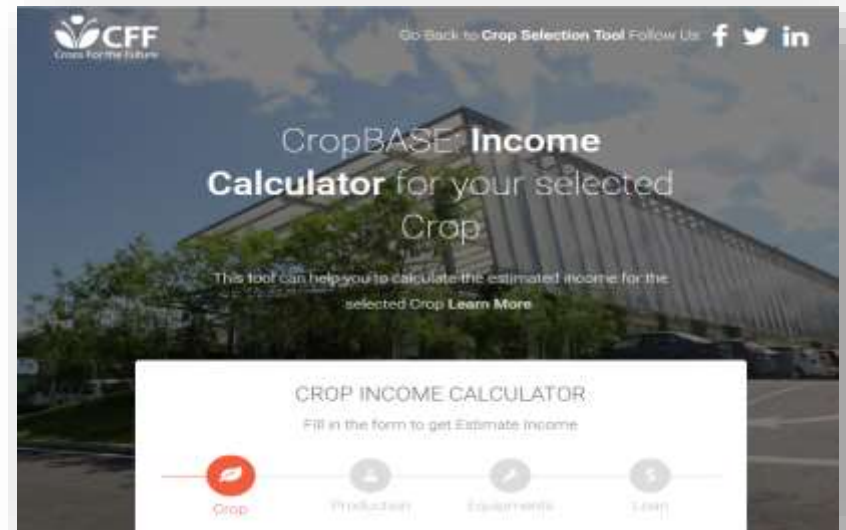 CFF
Crops For the Future
Go Back to Crop Selection Tool Follow Us:
CropBASE: Income
Calculator for your selected
Crop
This tool can help you to calculate the estimated income for the
selected Crop Learn More
CROP INCOME CALCULATOR
Fill in the form to get Estimate Income
Crop Production Equipments Loan